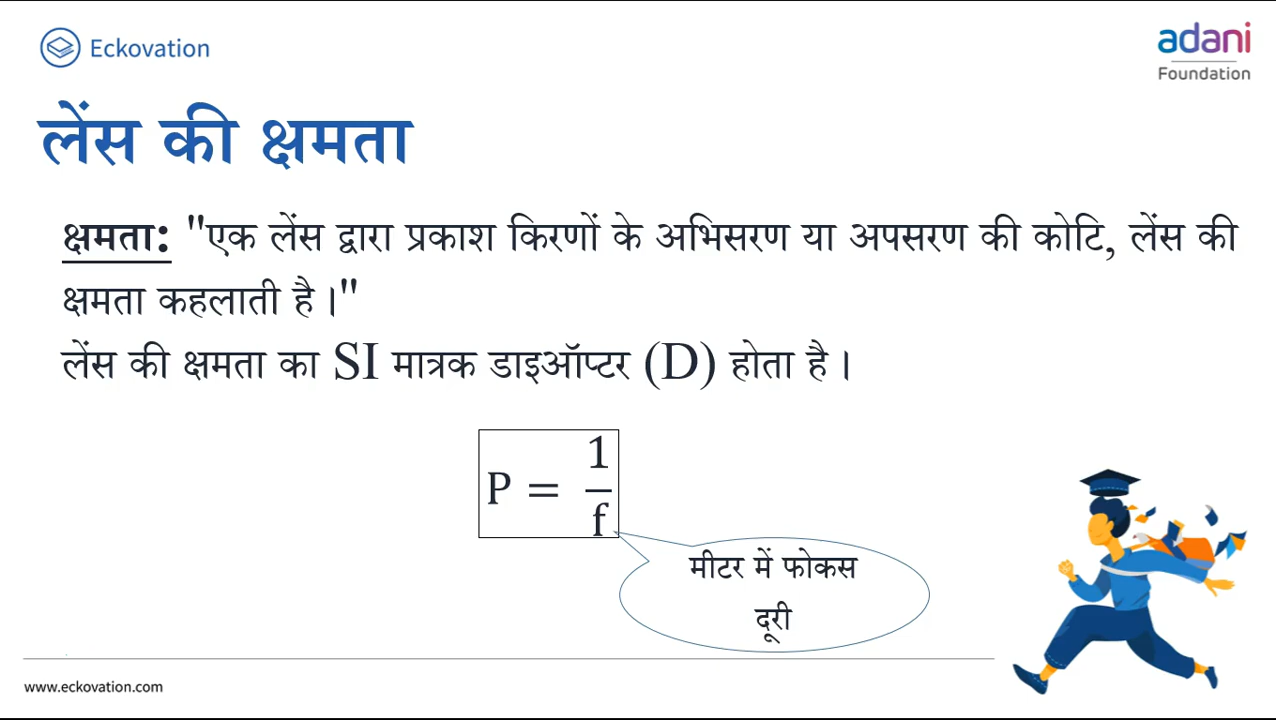 Eckovation
adani
Foundation
लेंस की क्षमता
क्षमता: "एक लेंस द्वारा प्रकाश किरणों के अभिसरण या अपसरण की कोटि, लेंस की
क्षमता कहलाती है।"
लेंस की क्षमता का SI मात्रक डाइऑप्टर (D) होता है।
P = 1/f
मीटर में फोकस
दूरी
www.eckovation.com